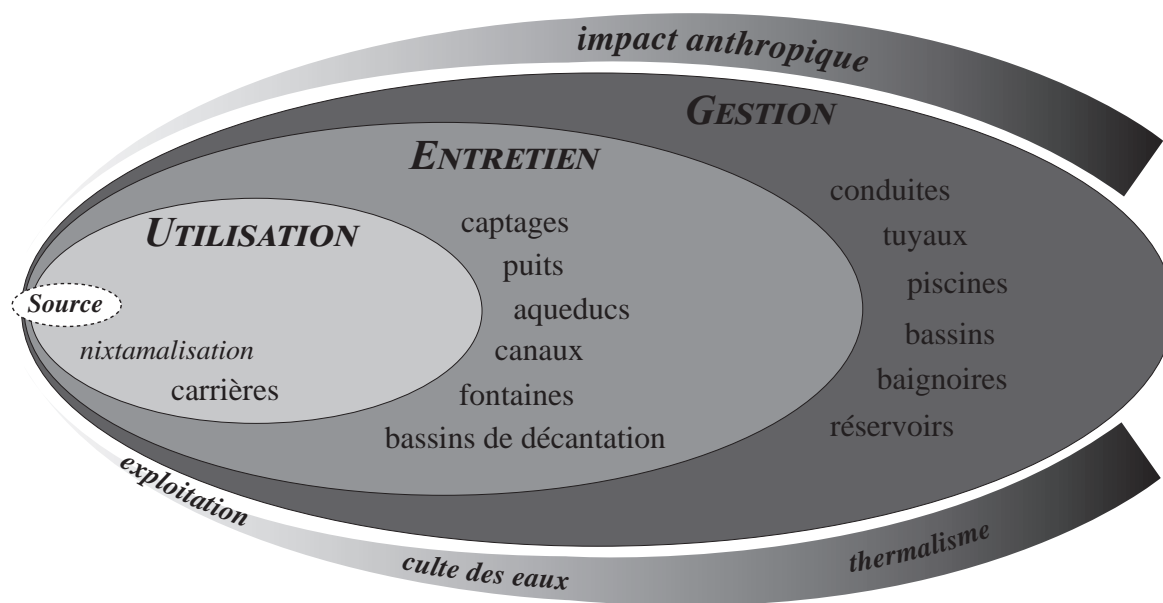 impact anthropique
GESTION
ENTRETIEN
UTILISATION
Source
nixtamalisation
carrières
captages
puits
aqueducs
canaux
fontaines
bassins de décantation
conduites
tuyaux
piscines
bassins
baignoires
réservoirs
exploitation
culte des eaux
thermalisme